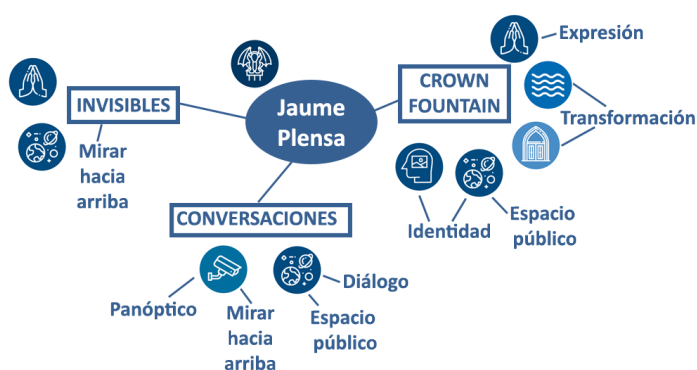 Jaume
Plensa
INVISIBLES
Mirar
hacia
arriba
CROWN
FOUNTAIN
Expresión
Transformación
Identidad
Espacio
público
CONVERSACIONES
Panóptico
Mirar
hacia
arriba
Diálogo
Espacio
público